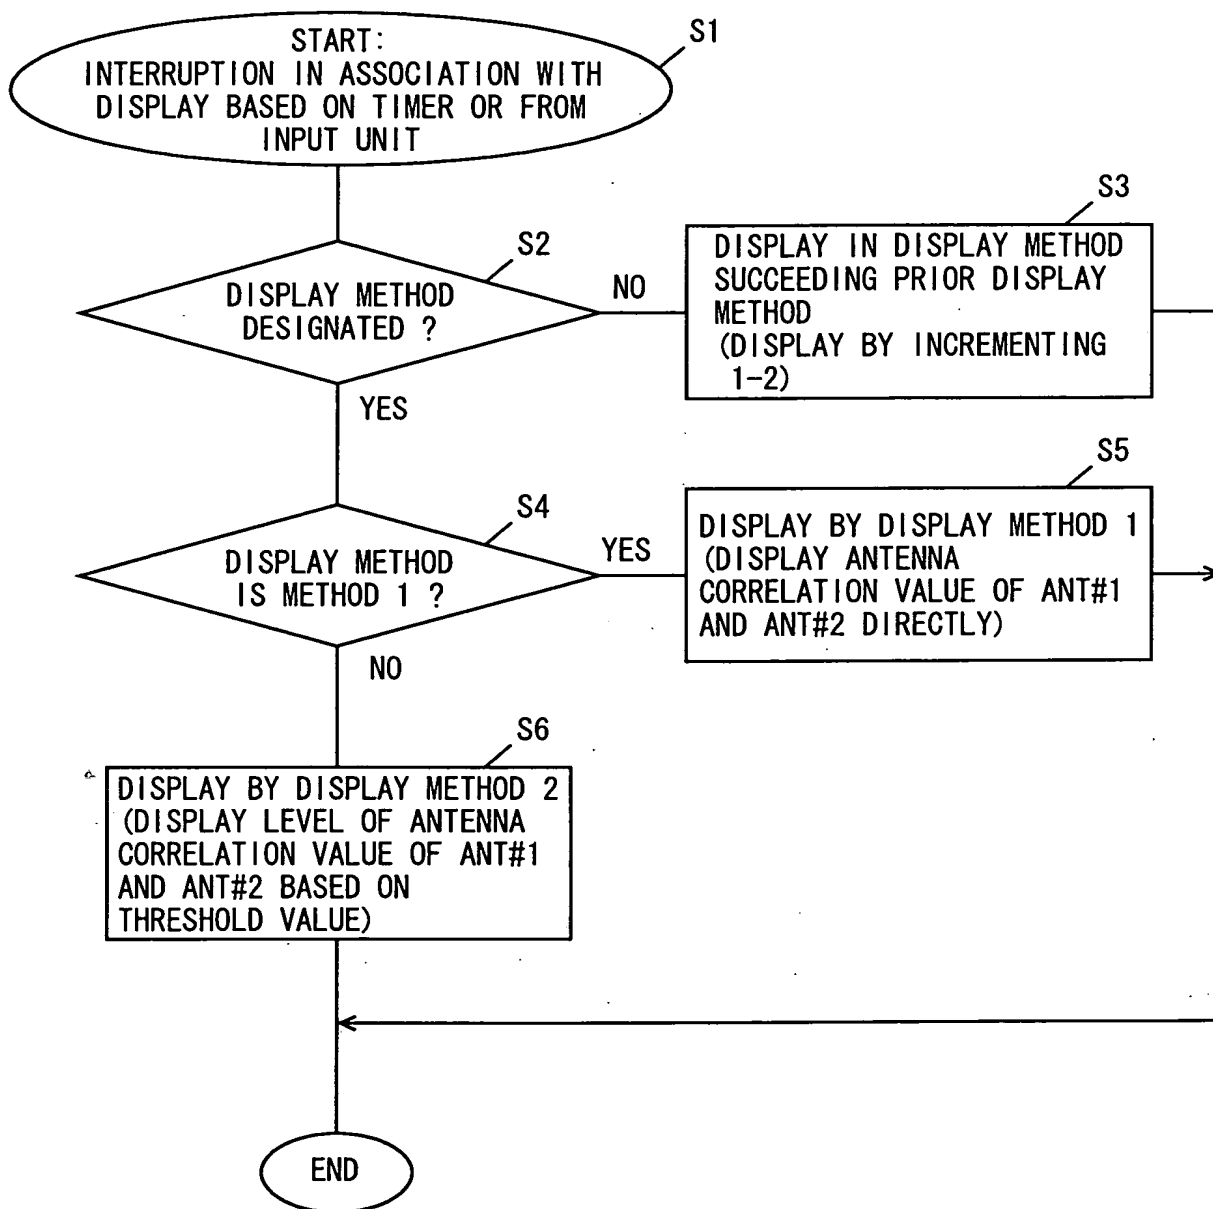 S1
START:
INTERRUPTION IN ASSOCIATION WITH
DISPLAY BASED ON TIMER OR FROM
INPUT UNIT
S2
DISPLAY METHOD
DESIGNATED ?
NO
S3
DISPLAY IN DISPLAY METHOD
SUCCEEDING PRIOR DISPLAY
METHOD
(DISPLAY BY INCREMENTING
1-2)
YES
S4
DISPLAY METHOD
IS METHOD 1 ?
YES
S5
DISPLAY BY DISPLAY METHOD 1
(DISPLAY ANTENNA
CORRELATION VALUE OF ANT#1
AND ANT#2 DIRECTLY)
NO
S6
DISPLAY BY DISPLAY METHOD 2
(DISPLAY LEVEL OF ANTENNA
CORRELATION VALUE OF ANT#1
AND ANT#2 BASED ON
THRESHOLD VALUE)
END